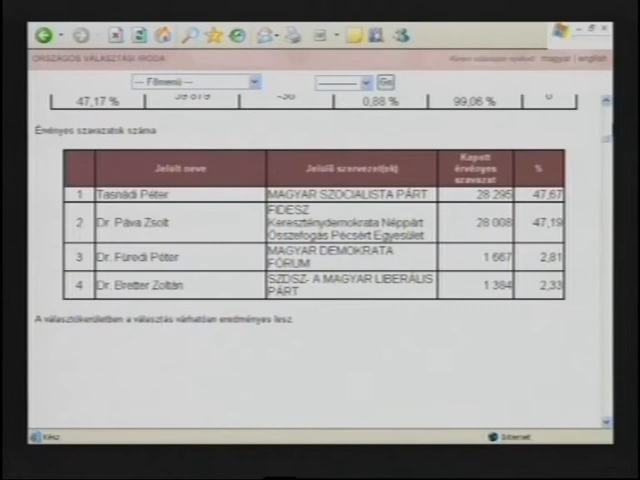 ORSZÁGOS VÁLASZTÁSI IRODA
magyar | english
--- Főmenü ---
Go
47,17 %
59 879
-36
0,88 %
99,06 %
0
Érvényes szavazatok száma
Jelölt neve
Jelölő szervezet(ek)
Kapott érvényes szavazat
%
1 Tasnádi Péter MAGYAR SZOCIALISTA PÁRT 28 295 47,67
2 Dr. Páva Zsolt FIDESZ Kereszténydemokrata Néppárt Összefogás Pécsért Egyesület 28 008 47,19
3 Dr. Füredi Péter MAGYAR DEMOKRATA FÓRUM 1 667 2,81
4 Dr. Bretter Zoltán SZDSZ- A MAGYAR LIBERÁLIS PÁRT 1 384 2,33
A választókerületben a választás várhatóan eredményes lesz.
Kész
Internet